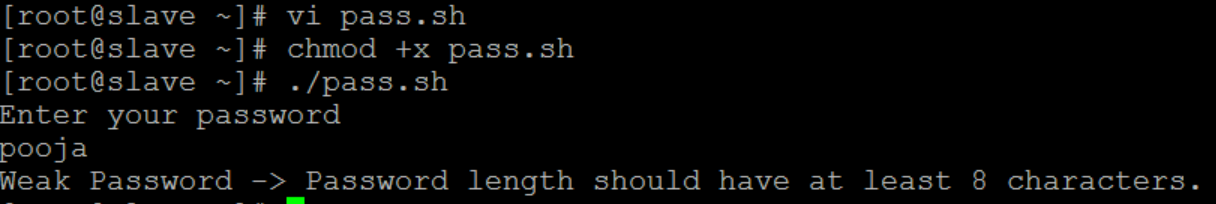 [root@slave ~]# vi pass.sh
[root@slave ~]# chmod +x pass.sh
[root@slave ~]# ./pass.sh
Enter your password
pooja
Weak Password -> Password length should have at least 8 characters.